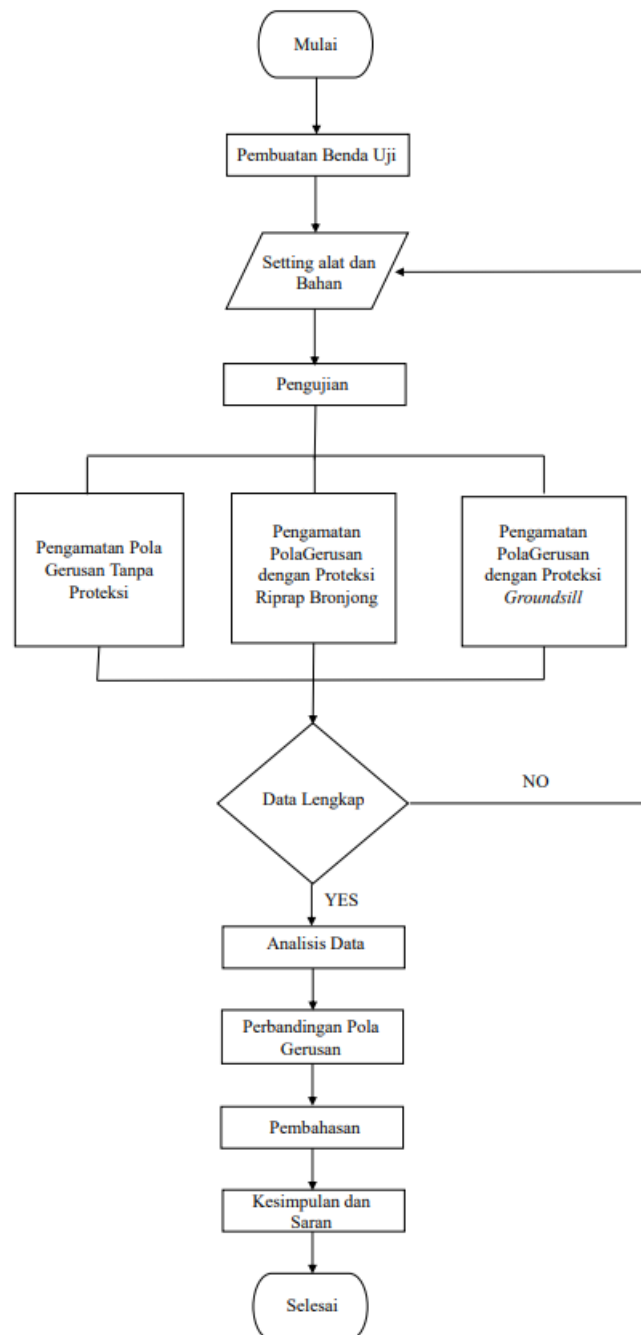 Mulai
Pembuatan Benda Uji
Setting alat dan
Bahan
Pengujian
Pengamatan Pola
Gerusan Tanpa
Proteksi
Pengamatan
PolaGerusan
dengan Proteksi
Riprap Bronjong
Pengamatan
PolaGerusan
dengan Proteksi
Groundsill
Data Lengkap
NO
YES
Analisis Data
Perbandingan Pola
Gerusan
Pembahasan
Kesimpulan dan
Saran
Selesai